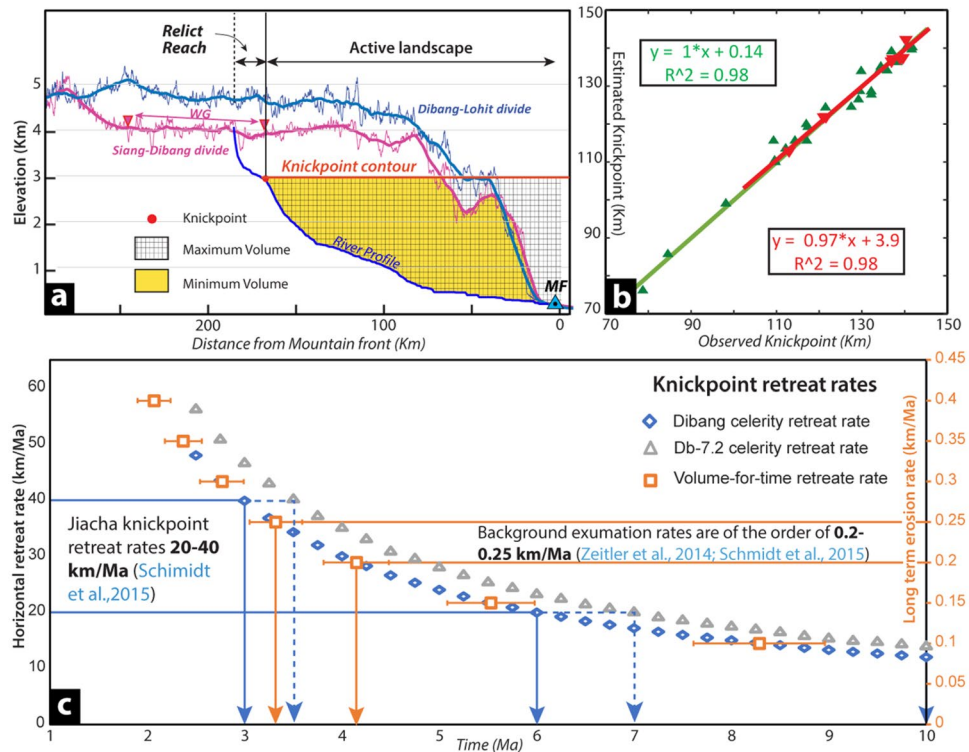 a
Relict
Reach
Active landscape
Elevation (Km)
5
4
3
2
1
WG
Dibang-Lohit divide
Siang-Dibang divide
Knickpoint contour
Knickpoint
Maximum Volume
Minimum Volume
River Profile
MF
200
100
0
Distance from Mountain front (Km)
b
Estimated Knickpoint (Km)
130
110
90
70
y = 1*x + 0.14
R^2 = 0.98
y = 0.97*x + 3.9
R^2 = 0.98
70
90
110
130
150
Observed Knickpoint (Km)
c
Horizontal retreat rate (km/Ma)
60
50
40
30
20
10
0
Knickpoint retreat rates
Dibang celerity retreat rate
Db-7.2 celerity retreat rate
Volume-for-time retreate rate
Jiacha knickpoint
retreat rates 20-40
km/Ma (Schimidt
et al.,2015)
Background exumation rates are of the order of 0.2-
0.25 km/Ma (Zeitler et al., 2014; Schmidt et al., 2015)
0.45
0.4
0.35
0.3
0.25
0.2
0.15
0.1
0.05
0
Long term erosion rate (km/Ma)
1
2
3
4
5
6
7
8
9
10
Time (Ma)